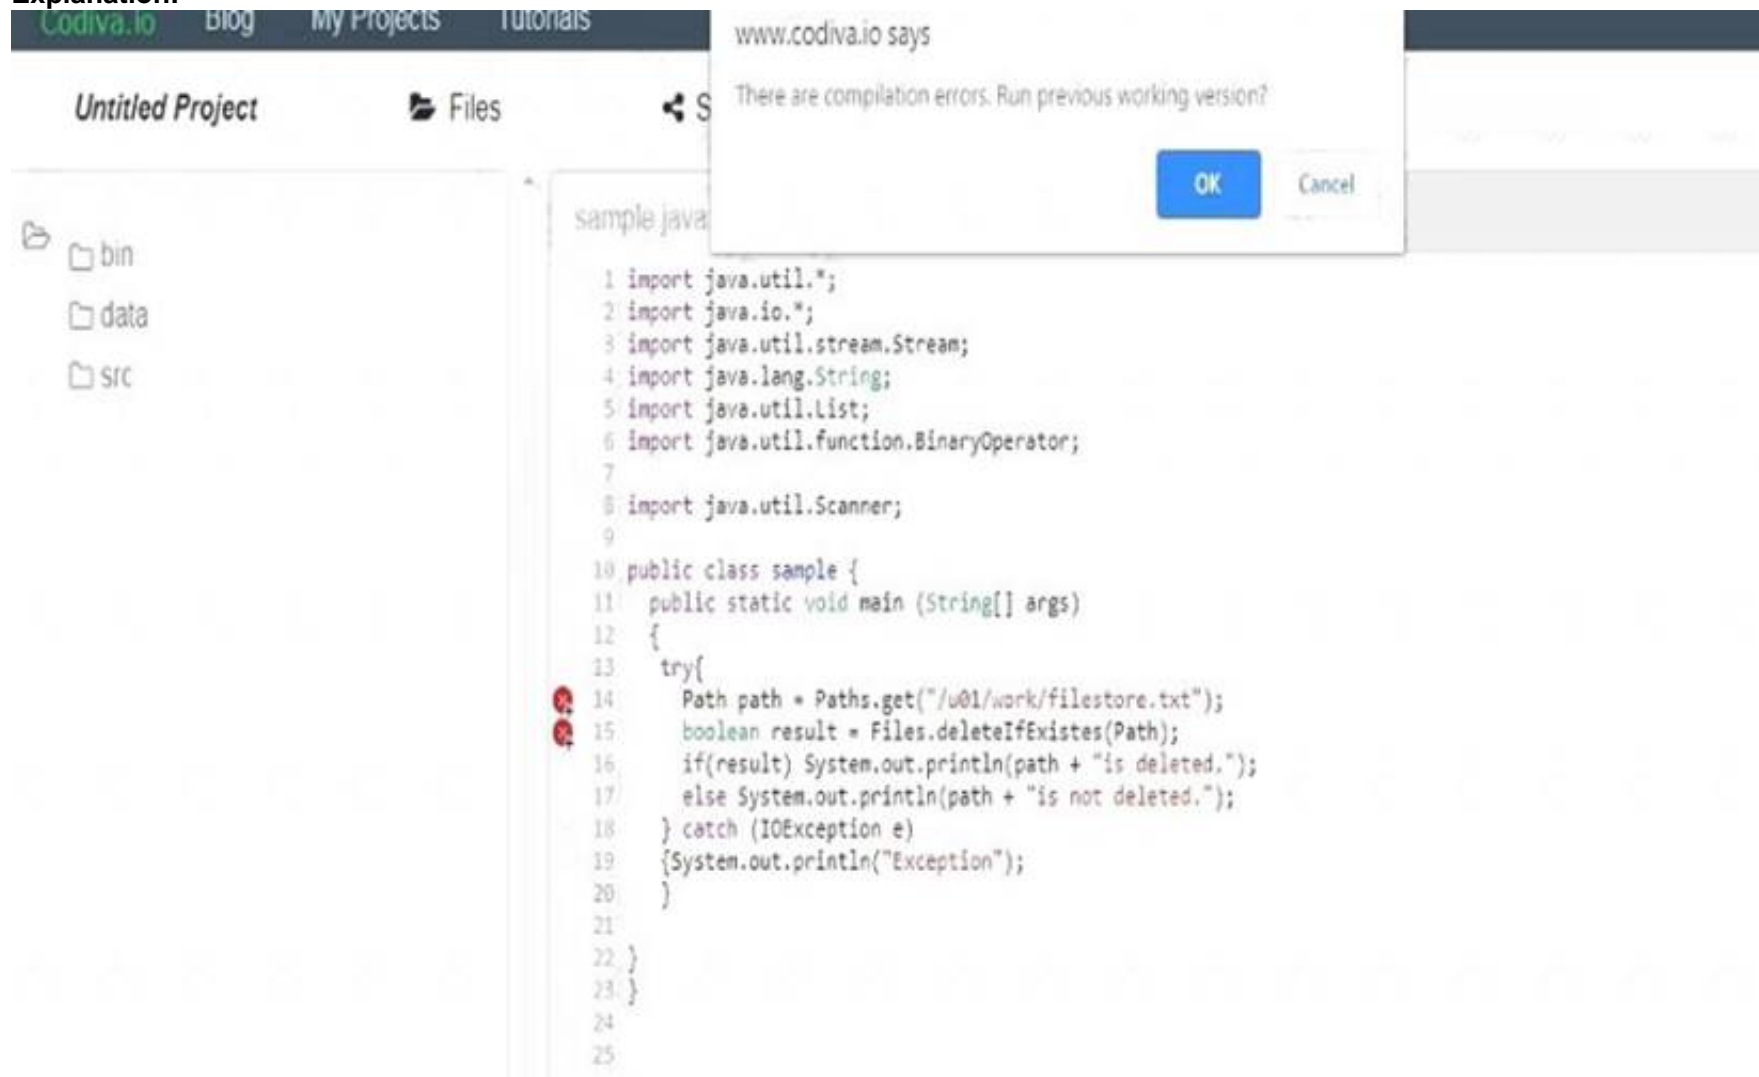 Explanation:
Codiva.io Blog My Projects Tutorials
www.codiva.io says
There are compilation errors. Run previous working version?
OK Cancel
Untitled Project Files S
bin
data
src
sample java
1 import java.util.*;
2 import java.io.*;
3 import java.util.stream.Stream;
4 import java.lang.String;
5 import java.util.List;
6 import java.util.function.BinaryOperator;
7
8 import java.util.Scanner;
9
10 public class sample {
11 public static void main (String[] args)
12 {
13 try{
14 Path path = Paths.get("/u01/work/filestore.txt");
15 boolean result = Files.deleteIfExistes(Path);
16 if(result) System.out.println(path + "is deleted.");
17 else System.out.println(path + "is not deleted.");
18 } catch (IOException e)
19 {System.out.println("Exception");
20 }
21
22 }
23 }
24
25